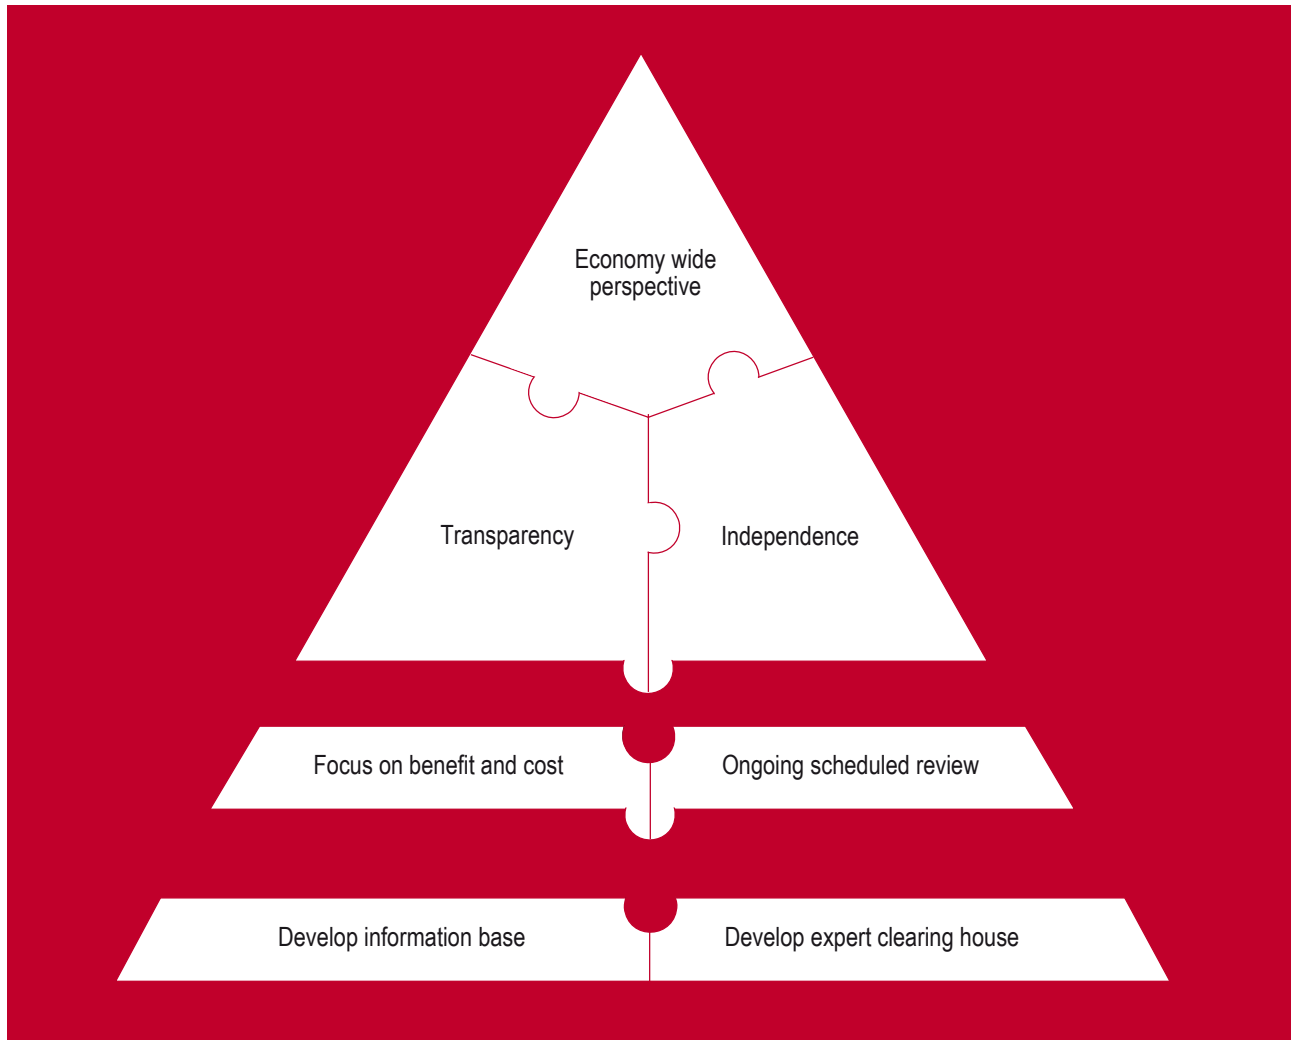 Economy wide
perspective
Transparency
Independence
Focus on benefit and cost
Ongoing scheduled review
Develop information base
Develop expert clearing house